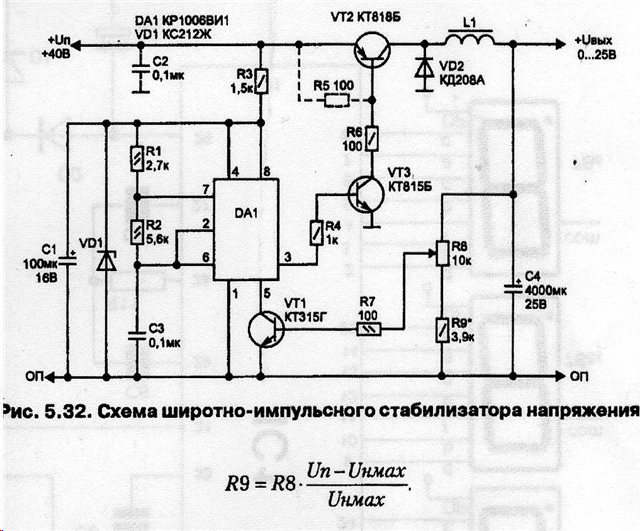 DA1 КР1006ВИ1
VD1 КС212Ж
VT2 КТ818Б
L1
+Uп
+40В
+Uвых
0...25В
C2
0,1мк
R3
1,5к
R5 100
VD2
КД208А
R6
100
R1
2,7к
VT3
КТ815Б
4
8
7
DA1
2
R2
5,6к
R4
1к
R8
10к
C1
100мк
16В
VD1
6
3
C4
4000мк
25В
1
5
VT1
КТ315Г
R7
100
C3
0,1мк
R9*
3,9к
ОП
ОП
Рис. 5.32. Схема широтно-импульсного стабилизатора напряжения
R9 = R8 · (Uп – Uнмах) / Uнмах.